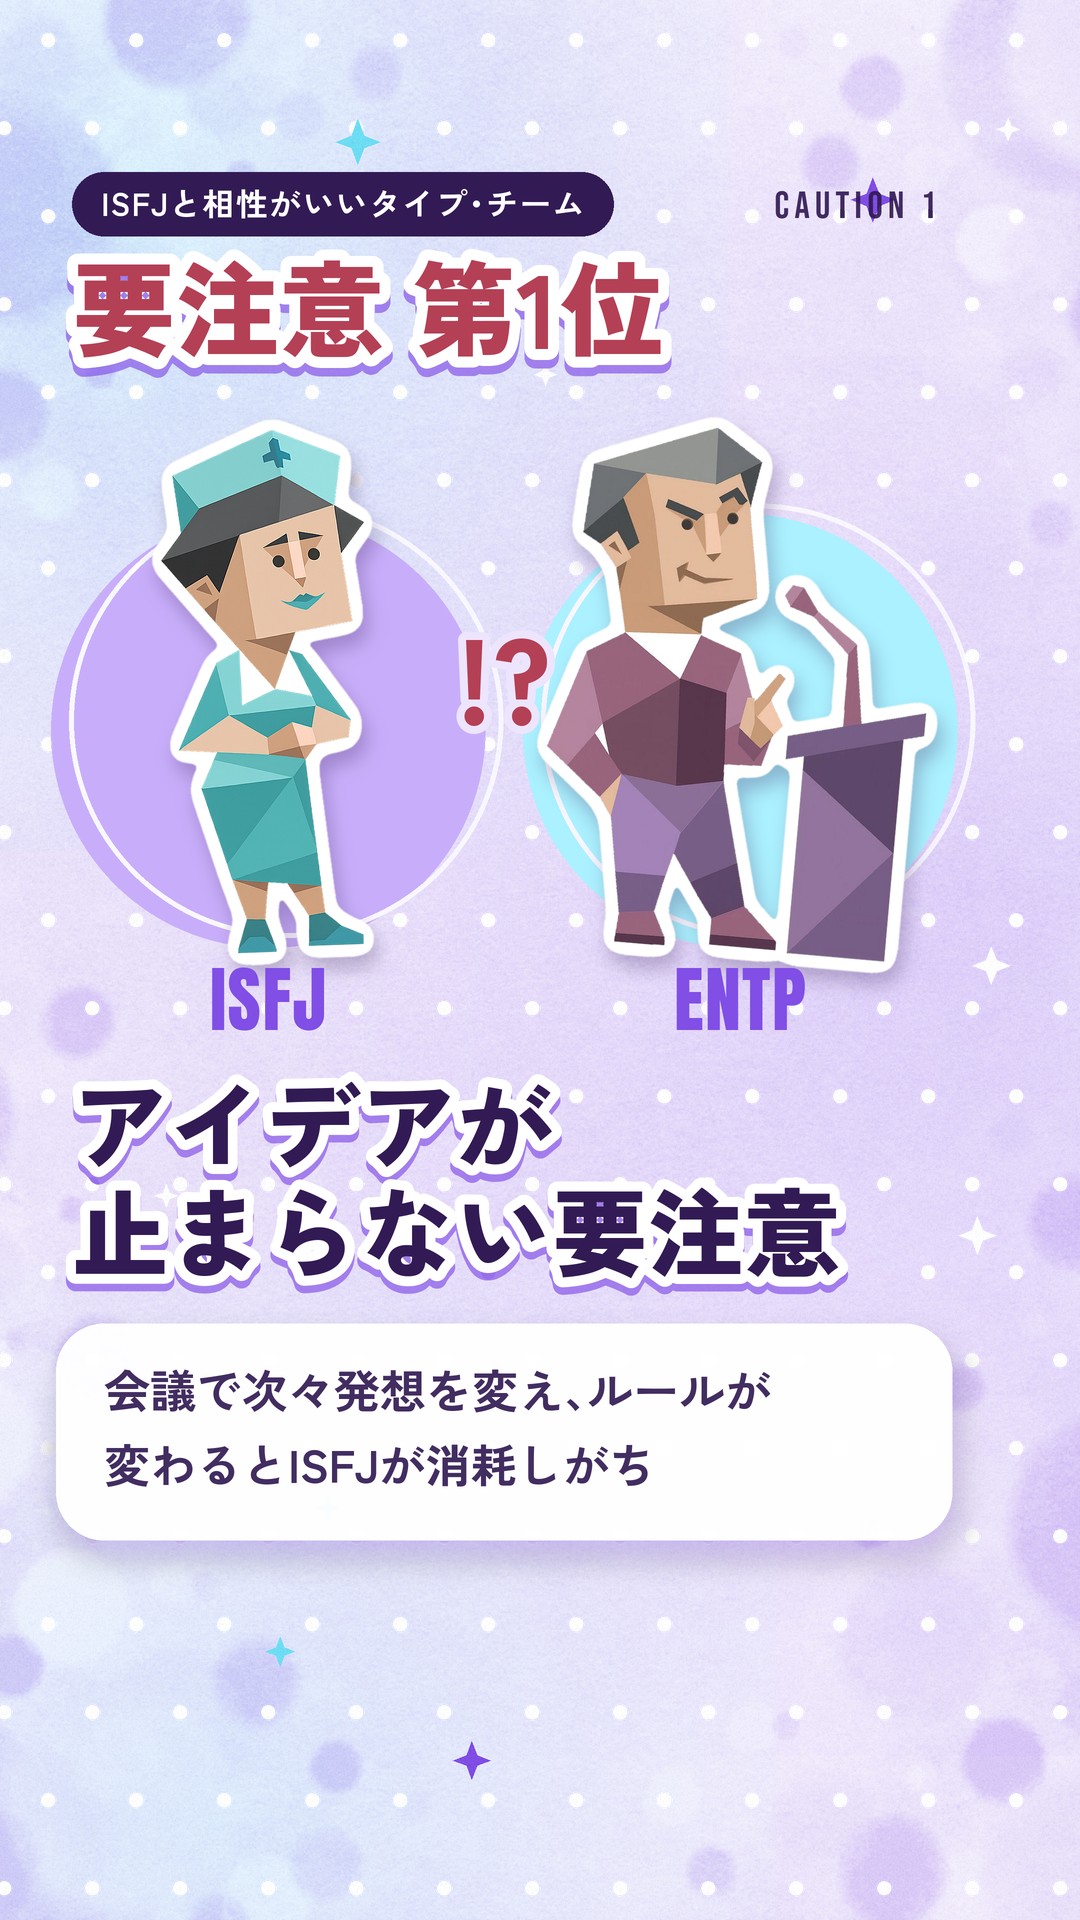 ISFJと相性がいいタイプ・チーム
CAUTION 1
要注意 第1位
!?
ISFJ
ENTP
アイデアが
止まらない要注意
会議で次々発想を変え、ルールが
変わるとISFJが消耗しがち